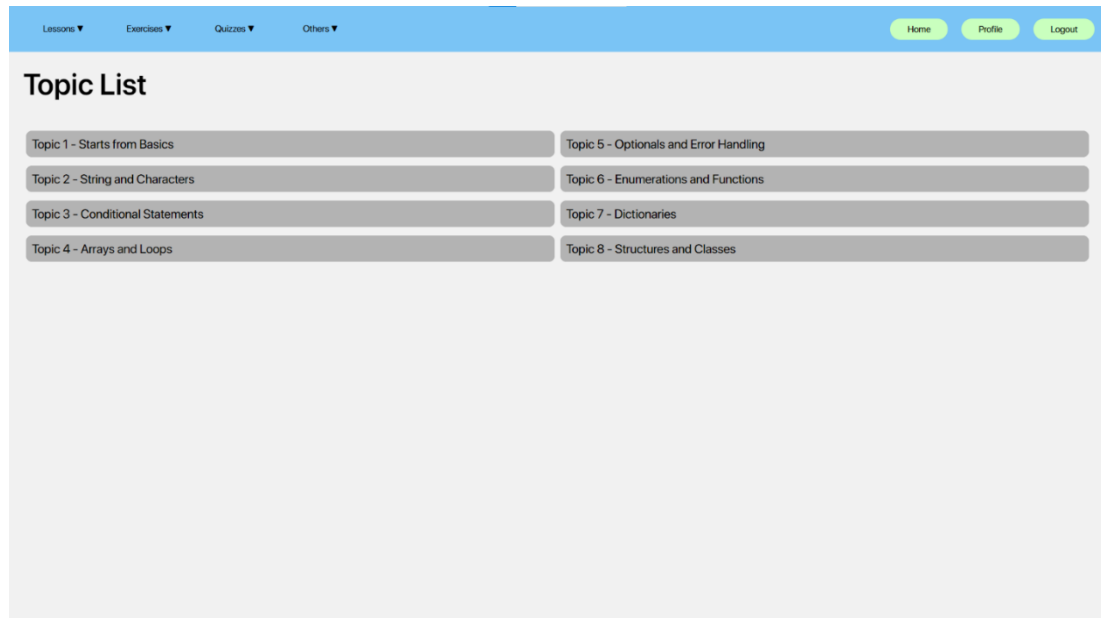 Lessons ▼ Exercises ▼ Quizzes ▼ Others ▼ Home Profile Logout
Topic List
Topic 1 - Starts from Basics
Topic 2 - String and Characters
Topic 3 - Conditional Statements
Topic 4 - Arrays and Loops
Topic 5 - Optionals and Error Handling
Topic 6 - Enumerations and Functions
Topic 7 - Dictionaries
Topic 8 - Structures and Classes